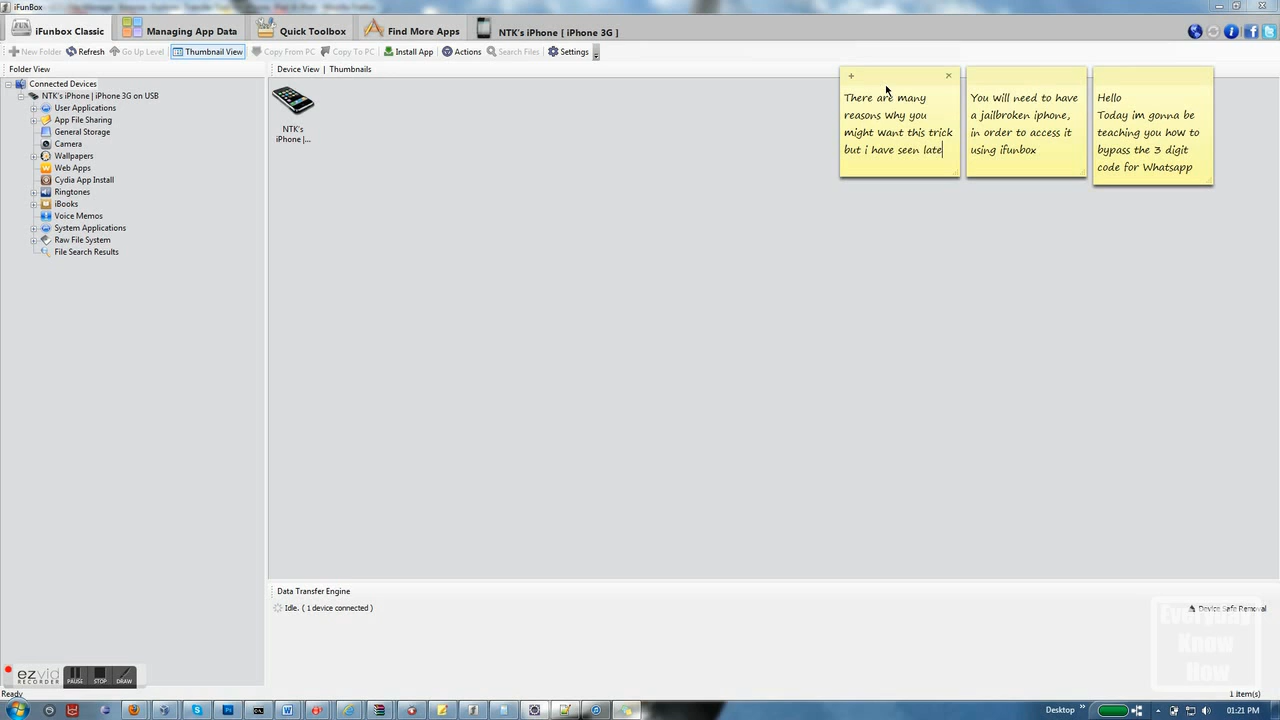 iFunBox
iFunbox Classic
Managing App Data
Quick Toolbox
Find More Apps
NTK's iPhone [ iPhone 3G ]
New Folder
Refresh
Go Up Level
Thumbnail View
Copy From PC
Copy To PC
Install App
Actions
Search Files
Settings
Folder View
Device View | Thumbnails
Connected Devices
NTK's iPhone | iPhone 3G on USB
User Applications
App File Sharing
General Storage
Camera
Wallpapers
Web Apps
Cydia App Install
Ringtones
iBooks
Voice Memos
System Applications
Raw File System
File Search Results
NTK's
iPhone |...
There are many
reasons why you
might want this trick
but i have seen late
You will need to have
a jailbroken iphone,
in order to access it
using ifunbox
Hello
Today im gonna be
teaching you how to
bypass the 3 digit
code for Whatsapp
Data Transfer Engine
Idle. ( 1 device connected )
Device Safe Removal
Everyday
Know
How
ezvid
RECORDER
PAUSE
STOP
DRAW
Ready
1 item(s)
Desktop
01:21 PM